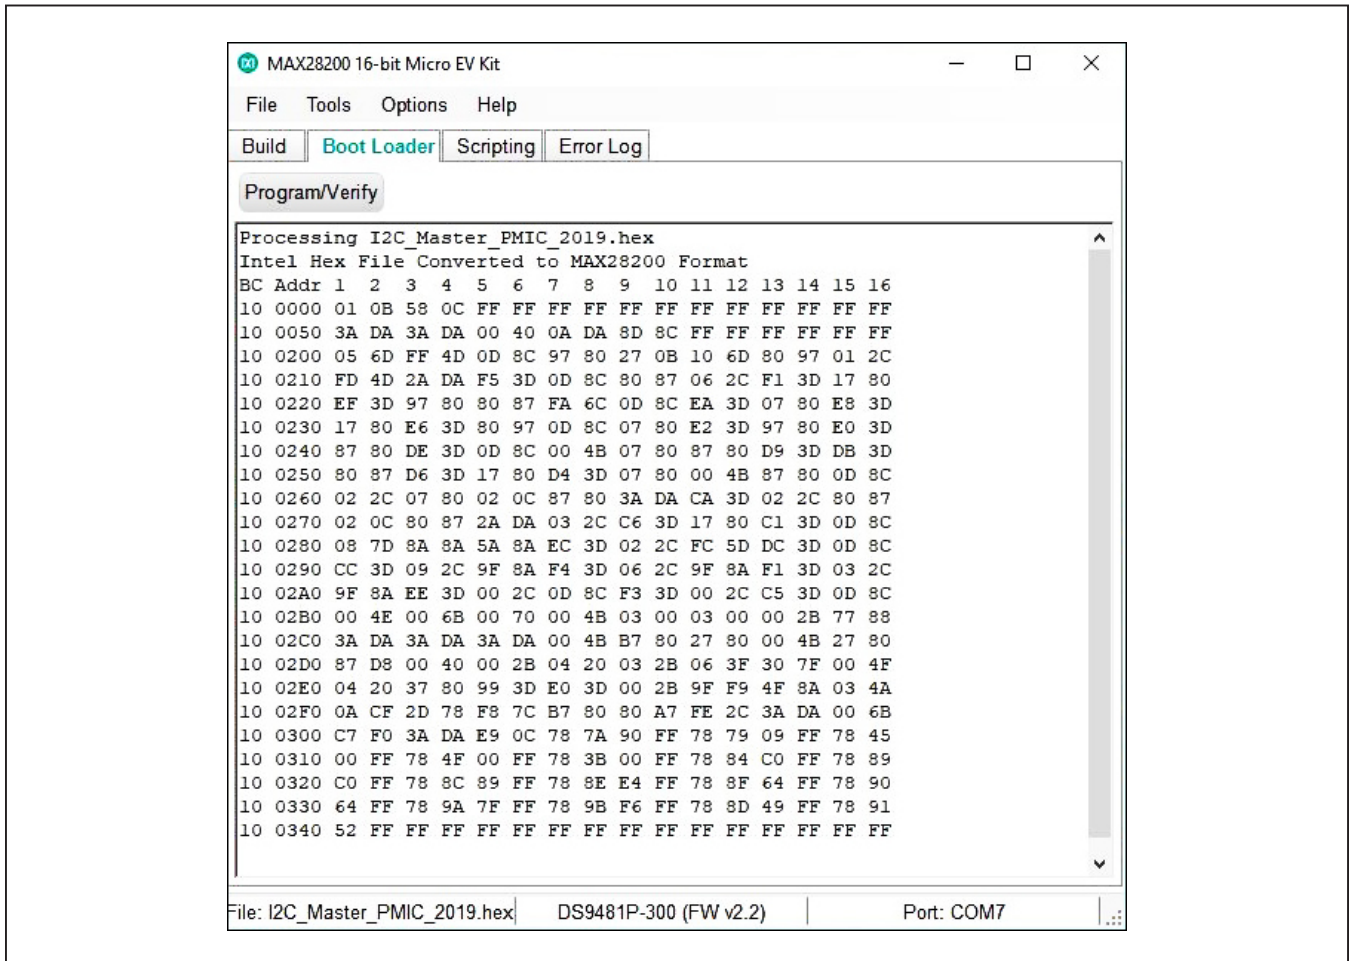 MAX28200 16-bit Micro EV Kit
File Tools Options Help
Build Boot Loader Scripting Error Log
Program/Verify
Processing I2C_Master_PMIC_2019.hex
Intel Hex File Converted to MAX28200 Format
BC Addr 1 2 3 4 5 6 7 8 9 10 11 12 13 14 15 16
10 0000 01 0B 58 0C FF FF FF FF FF FF FF FF FF FF FF FF
10 0050 3A DA 3A DA 00 40 0A DA 8D 8C FF FF FF FF FF FF
10 0200 05 6D FF 4D 0D 8C 97 80 27 0B 10 6D 80 97 01 2C
10 0210 FD 4D 2A DA F5 3D 0D 8C 80 87 06 2C F1 3D 17 80
10 0220 EF 3D 97 80 80 87 FA 6C 0D 8C EA 3D 07 80 E8 3D
10 0230 17 80 E6 3D 80 97 0D 8C 07 80 E2 3D 97 80 E0 3D
10 0240 87 80 DE 3D 0D 8C 00 4B 07 80 87 80 D9 3D DB 3D
10 0250 80 87 D6 3D 17 80 D4 3D 07 80 00 4B 87 80 0D 8C
10 0260 02 2C 07 80 02 0C 87 80 3A DA CA 3D 02 2C 80 87
10 0270 02 0C 80 87 2A DA 03 2C C6 3D 17 80 C1 3D 0D 8C
10 0280 08 7D 8A 8A 5A 8A EC 3D 02 2C FC 5D DC 3D 0D 8C
10 0290 CC 3D 09 2C 9F 8A F4 3D 06 2C 9F 8A F1 3D 03 2C
10 02A0 9F 8A EE 3D 00 2C 0D 8C F3 3D 00 2C C5 3D 0D 8C
10 02B0 00 4E 00 6B 00 70 00 4B 03 00 03 00 00 2B 77 88
10 02C0 3A DA 3A DA 3A DA 00 4B B7 80 27 80 00 4B 27 80
10 02D0 87 D8 00 40 00 2B 04 20 03 2B 06 3F 30 7F 00 4F
10 02E0 04 20 37 80 99 3D E0 3D 00 2B 9F F9 4F 8A 03 4A
10 02F0 0A CF 2D 78 F8 7C B7 80 80 A7 FE 2C 3A DA 00 6B
10 0300 C7 F0 3A DA E9 0C 78 7A 90 FF 78 79 09 FF 78 45
10 0310 00 FF 78 4F 00 FF 78 3B 00 FF 78 84 C0 FF 78 89
10 0320 C0 FF 78 8C 89 FF 78 8E E4 FF 78 8F 64 FF 78 90
10 0330 64 FF 78 9A 7F FF 78 9B F6 FF 78 8D 49 FF 78 91
10 0340 52 FF FF FF FF FF FF FF FF FF FF FF FF FF FF FF
File: I2C_Master_PMIC_2019.hex DS9481P-300 (FW v2.2) Port: COM7